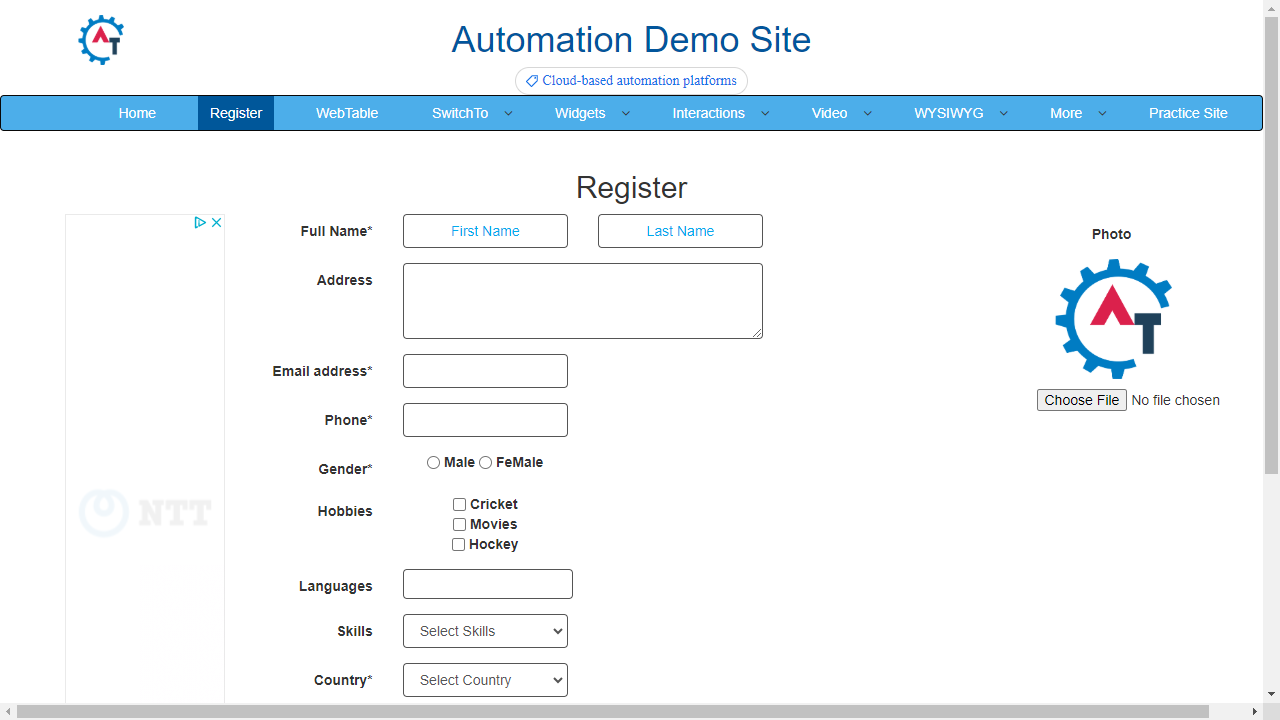 Automation Demo Site
Cloud-based automation platforms
Home Register WebTable SwitchTo Widgets Interactions Video WYSIWYG More Practice Site
Register
Full Name* First Name Last Name
Photo
Address
AT
Email address*
Choose File No file chosen
Phone*
Gender* Male FeMale
Hobbies Cricket
Movies
Hockey
NTT
Languages
Skills Select Skills
Country* Select Country